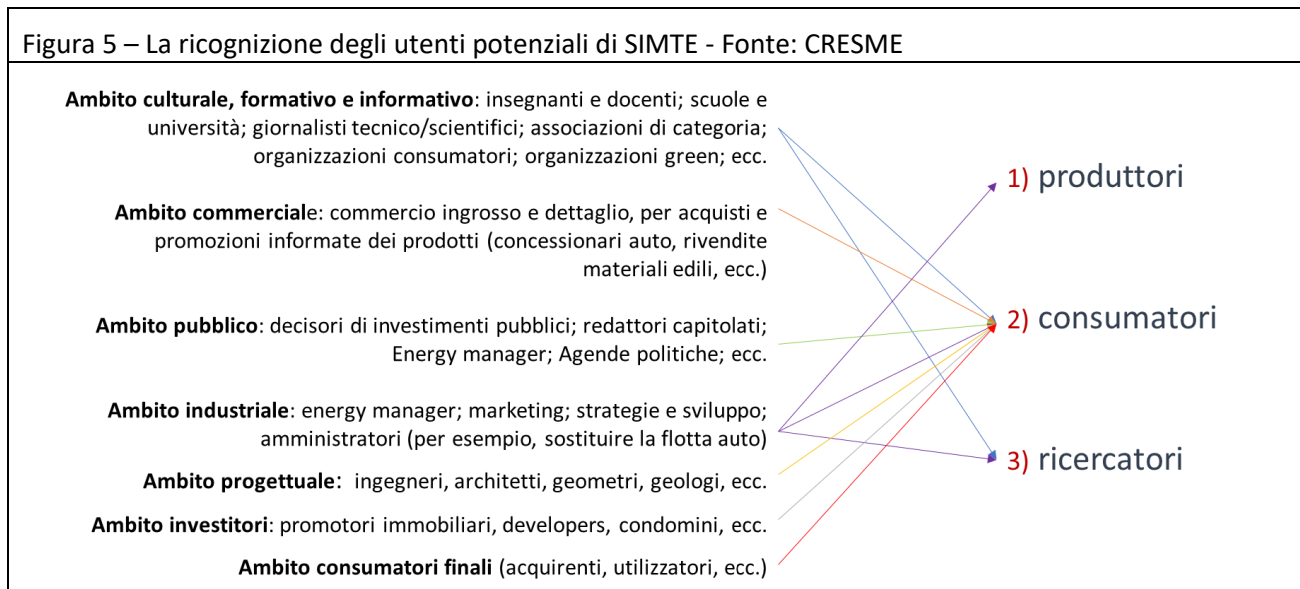 Figura 5 – La ricognizione degli utenti potenziali di SIMTE - Fonte: CRESME
Ambito culturale, formativo e informativo: insegnanti e docenti; scuole e
università; giornalisti tecnico/scientifici; associazioni di categoria;
organizzazioni consumatori; organizzazioni green; ecc.
Ambito commerciale: commercio ingrosso e dettaglio, per acquisti e
promozioni informate dei prodotti (concessionari auto, rivendite
materiali edili, ecc.)
Ambito pubblico: decisori di investimenti pubblici; redattori capitolati;
Energy manager; Agende politiche; ecc.
Ambito industriale: energy manager; marketing; strategie e sviluppo;
amministratori (per esempio, sostituire la flotta auto)
Ambito progettuale: ingegneri, architetti, geometri, geologi, ecc.
Ambito investitori: promotori immobiliari, developers, condomini, ecc.
Ambito consumatori finali (acquirenti, utilizzatori, ecc.)
1) produttori
2) consumatori
3) ricercatori